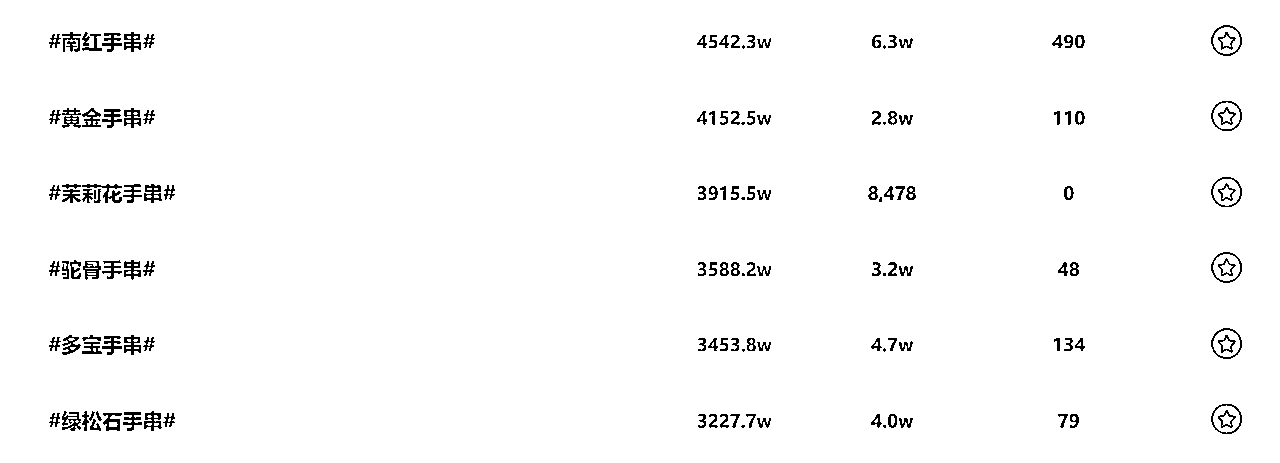 #南红手串# 4542.3w 6.3w 490
#黄金手串# 4152.5w 2.8w 110
#茉莉花手串# 3915.5w 8,478 0
#驼骨手串# 3588.2w 3.2w 48
#多宝手串# 3453.8w 4.7w 134
#绿松石手串# 3227.7w 4.0w 79